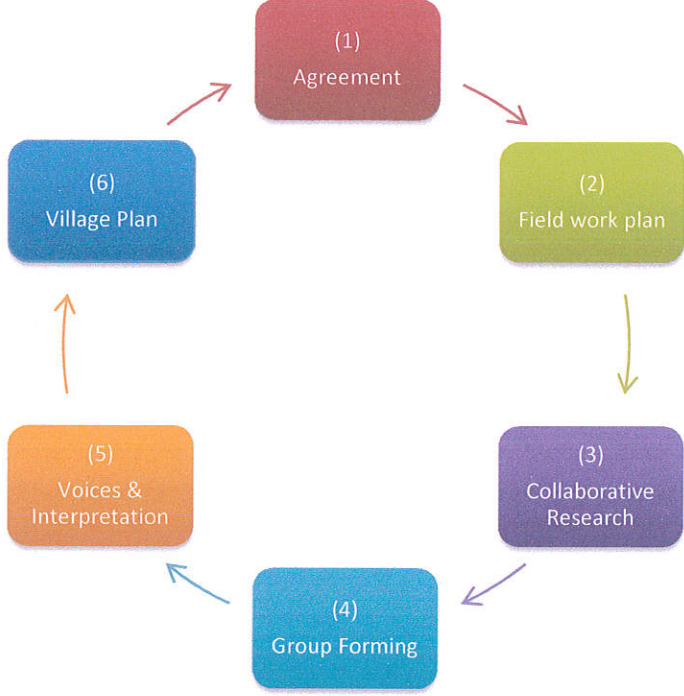 (1)
Agreement
(2)
Field work plan
(3)
Collaborative
Research
(4)
Group Forming
(5)
Voices &
Interpretation
(6)
Village Plan